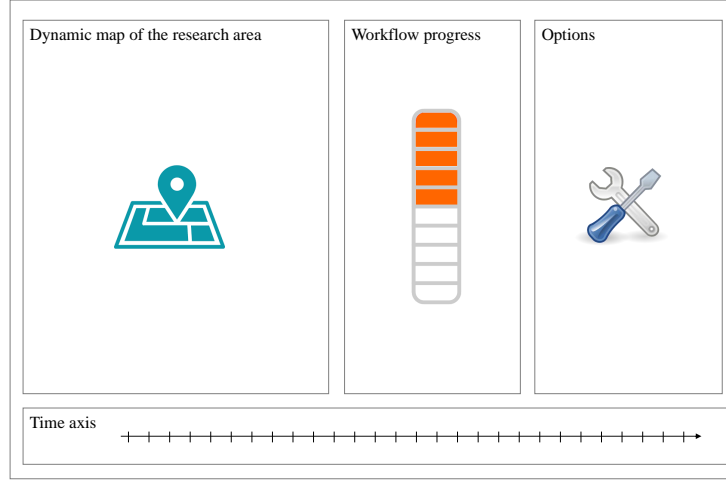 Dynamic map of the research area
Workflow progress
Options
Time axis